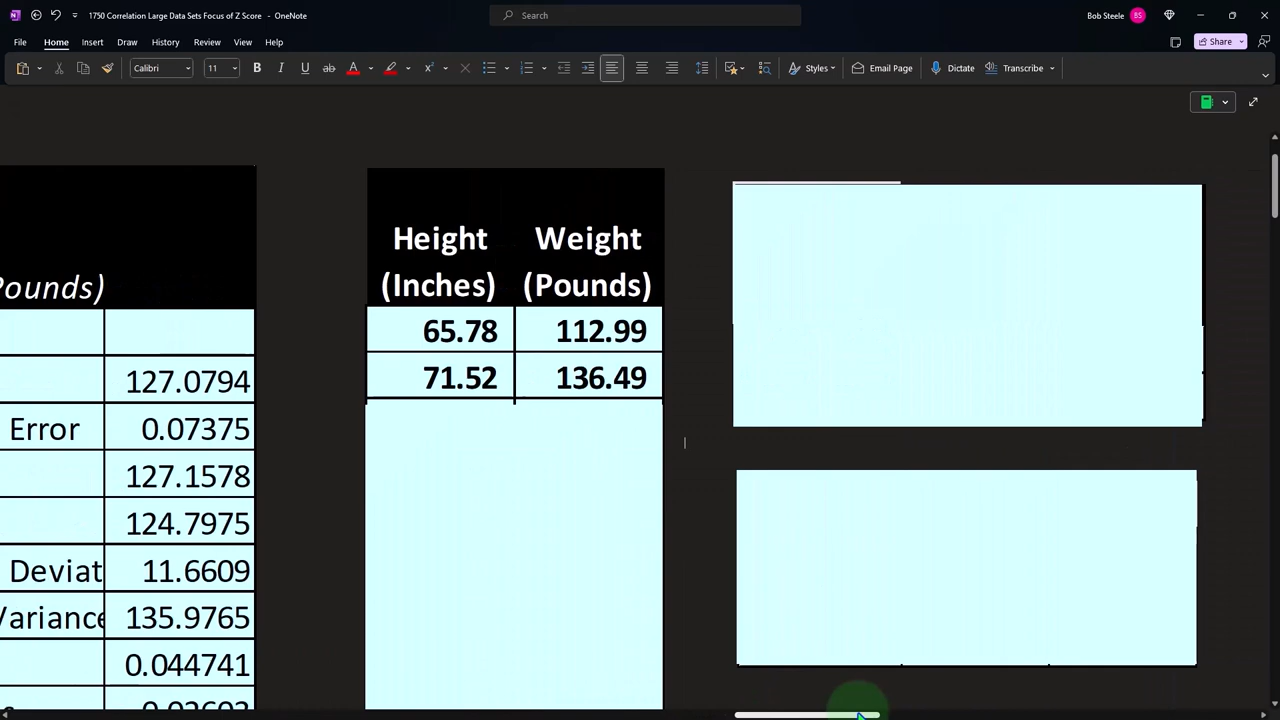 1750 Correlation Large Data Sets Focus of Z Score - OneNote
Search
Bob Steele BS
File Home Insert Draw History Review View Help
Share
Calibri 11 B I U ab A x Styles Email Page Dictate Transcribe
Pounds)
127.0794
Error 0.07375
127.1578
124.7975
Deviat 11.6609
Variance 135.9765
0.044741
Height Weight
(Inches) (Pounds)
65.78 112.99
71.52 136.49